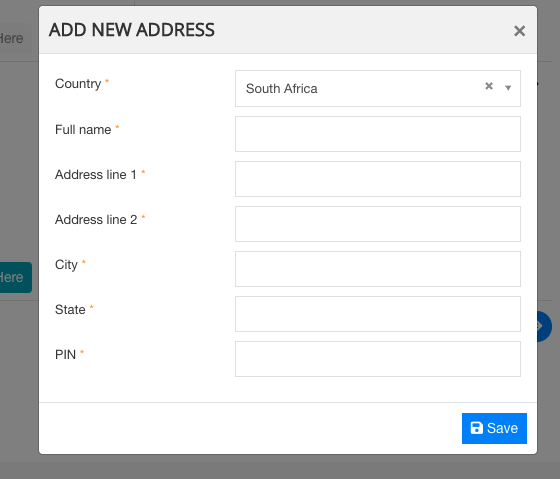 ADD NEW ADDRESS ×
Here
Country *
South Africa × ▼
Full name *
Address line 1 *
Address line 2 *
City *
Here
State *
PIN *
Save